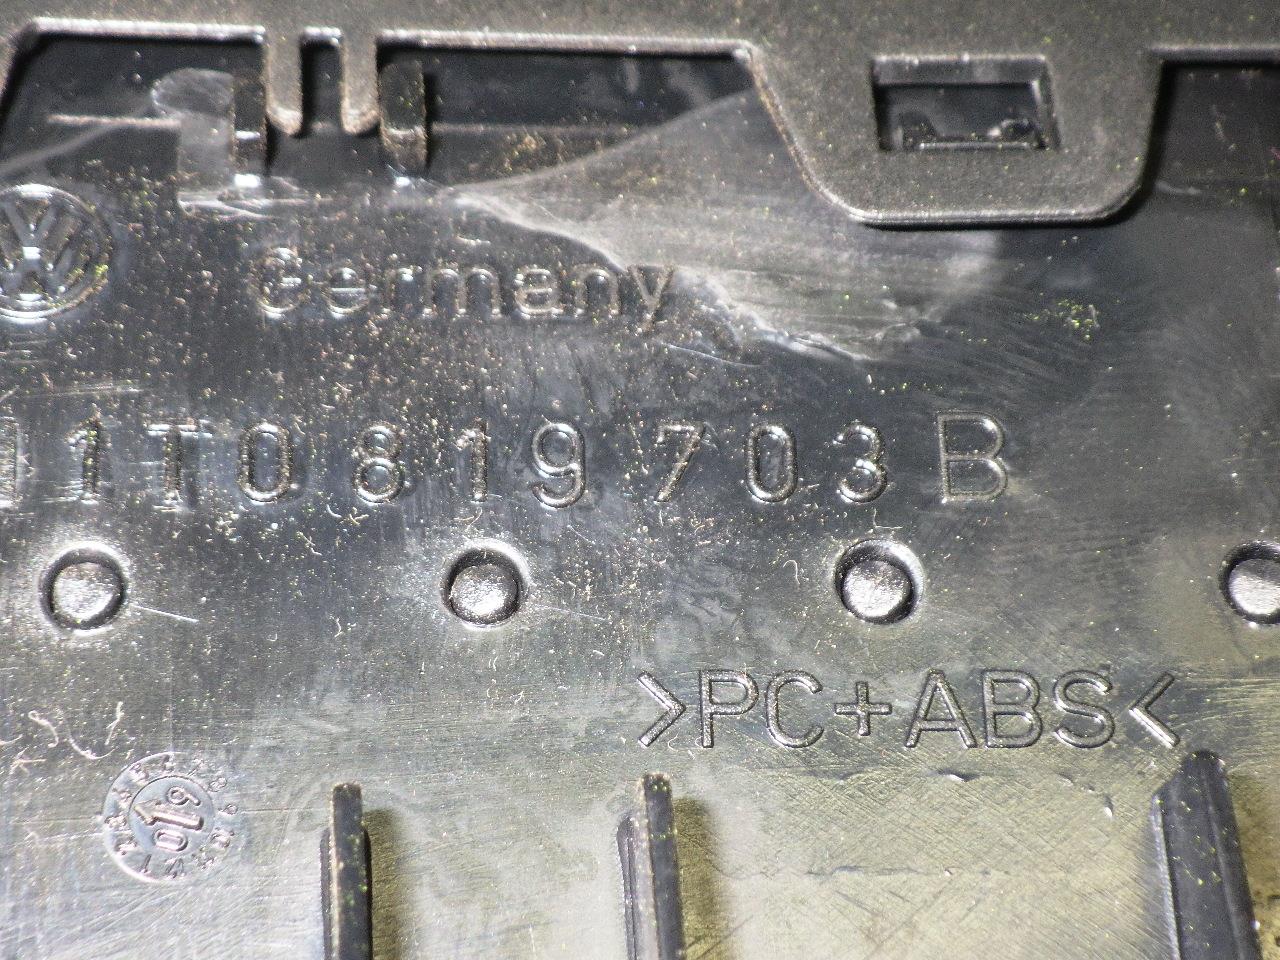 Germany
1T0 819 703 B
>PC+ABS<